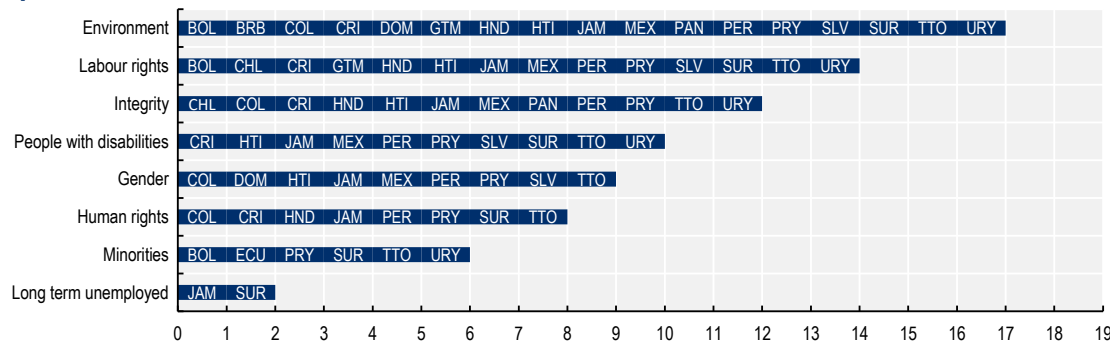 Environment BOL BRB COL CRI DOM GTM HND HTI JAM MEX PAN PER PRY SLV SUR TTO URY
Labour rights BOL CHL CRI GTM HND HTI JAM MEX PER PRY SLV SUR TTO URY
Integrity CHL COL CRI HND HTI JAM MEX PAN PER PRY TTO URY
People with disabilities CRI HTI JAM MEX PER PRY SLV SUR TTO URY
Gender COL DOM HTI JAM MEX PER PRY SLV TTO
Human rights COL CRI HND JAM PER PRY SUR TTO
Minorities BOL ECU PRY SUR TTO URY
Long term unemployed JAM SUR
0 1 2 3 4 5 6 7 8 9 10 11 12 13 14 15 16 17 18 19